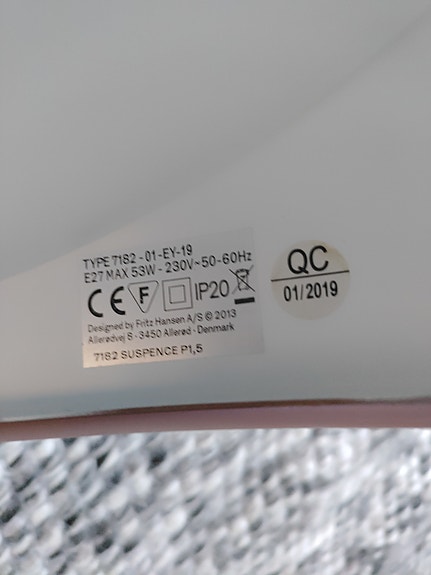 TYPE 7182-01-EY-19
E27 MAX 53W - 230V~50-60Hz
CE F IP20
Designed by Fritz Hansen A/S © 2013
Allerødvej 8 - 3450 Allerød - Denmark
7182 SUSPENCE P1,5
QC
01/2019